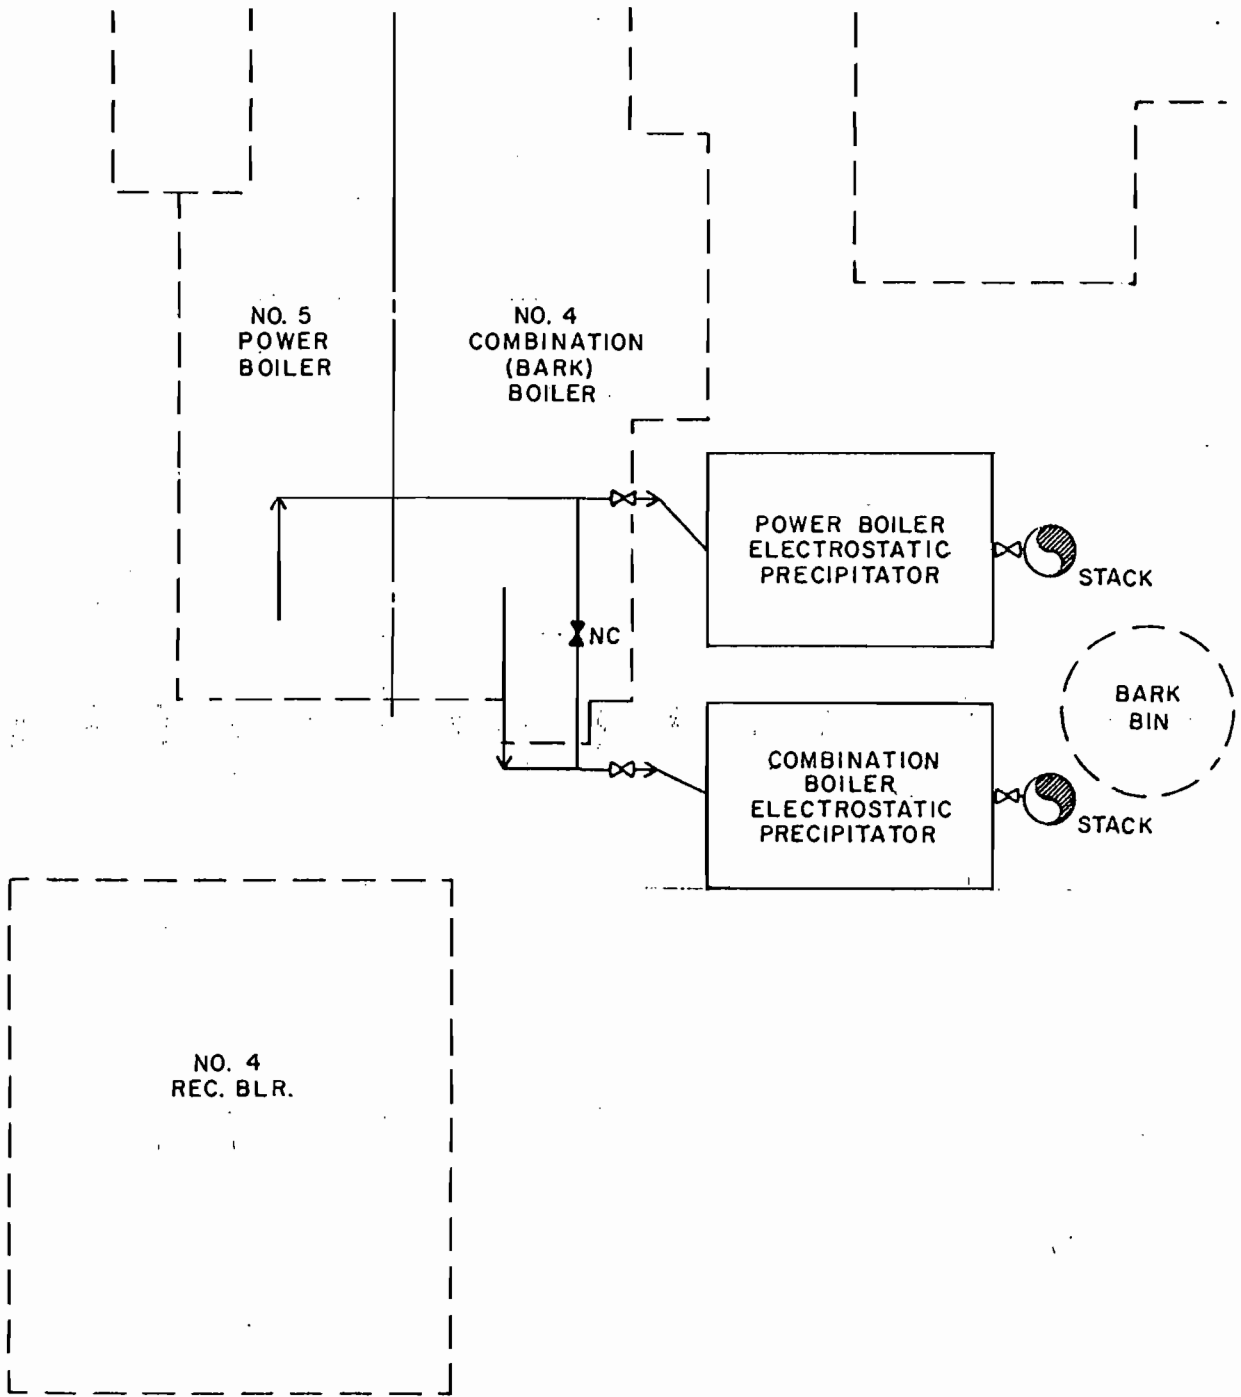 NO. 5
POWER
BOILER
NO. 4
COMBINATION
(BARK)
BOILER
POWER BOILER
ELECTROSTATIC
PRECIPITATOR
STACK
NC
BARK
BIN
COMBINATION
BOILER
ELECTROSTATIC
PRECIPITATOR
STACK
NO. 4
REC. BLR.